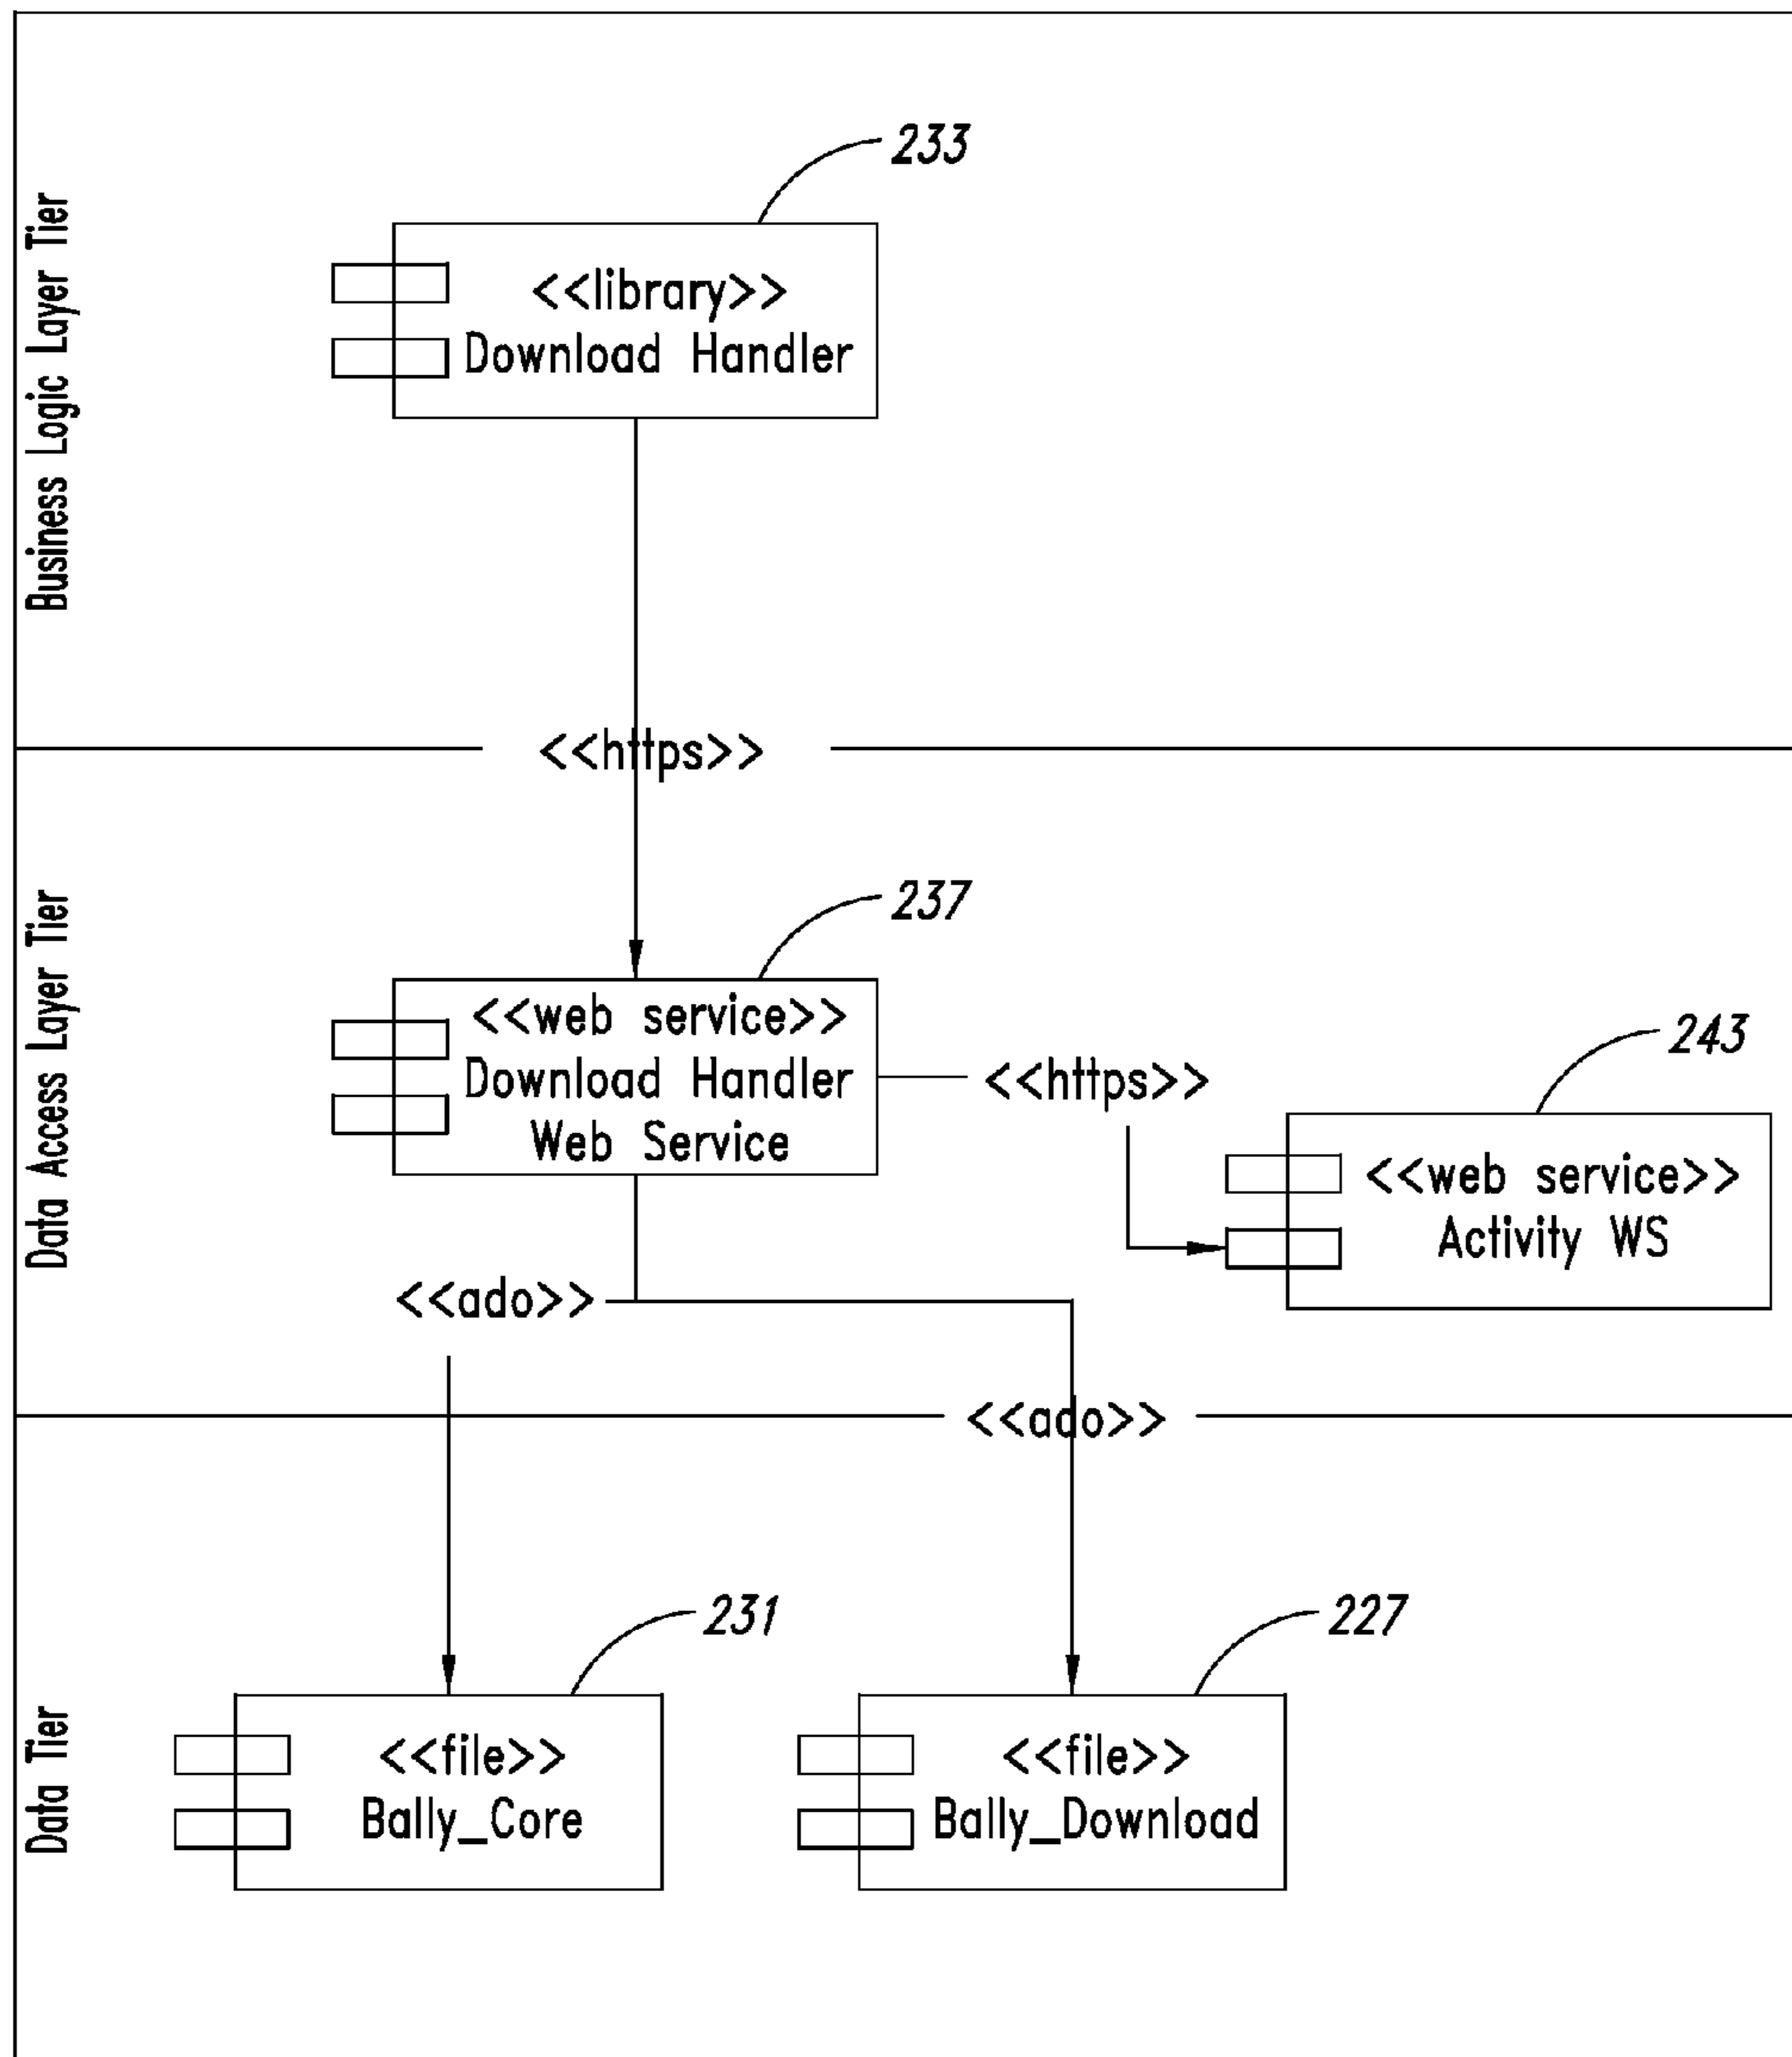 Business Logic Layer Tier
233
<<library>>
Download Handler
<<https>>
Data Access Layer Tier
237
<<web service>>
Download Handler
Web Service
<<https>>
243
<<web service>>
Activity WS
<<ado>>
<<ado>>
Data Tier
231
<<file>>
Bally_Core
227
<<file>>
Bally_Download